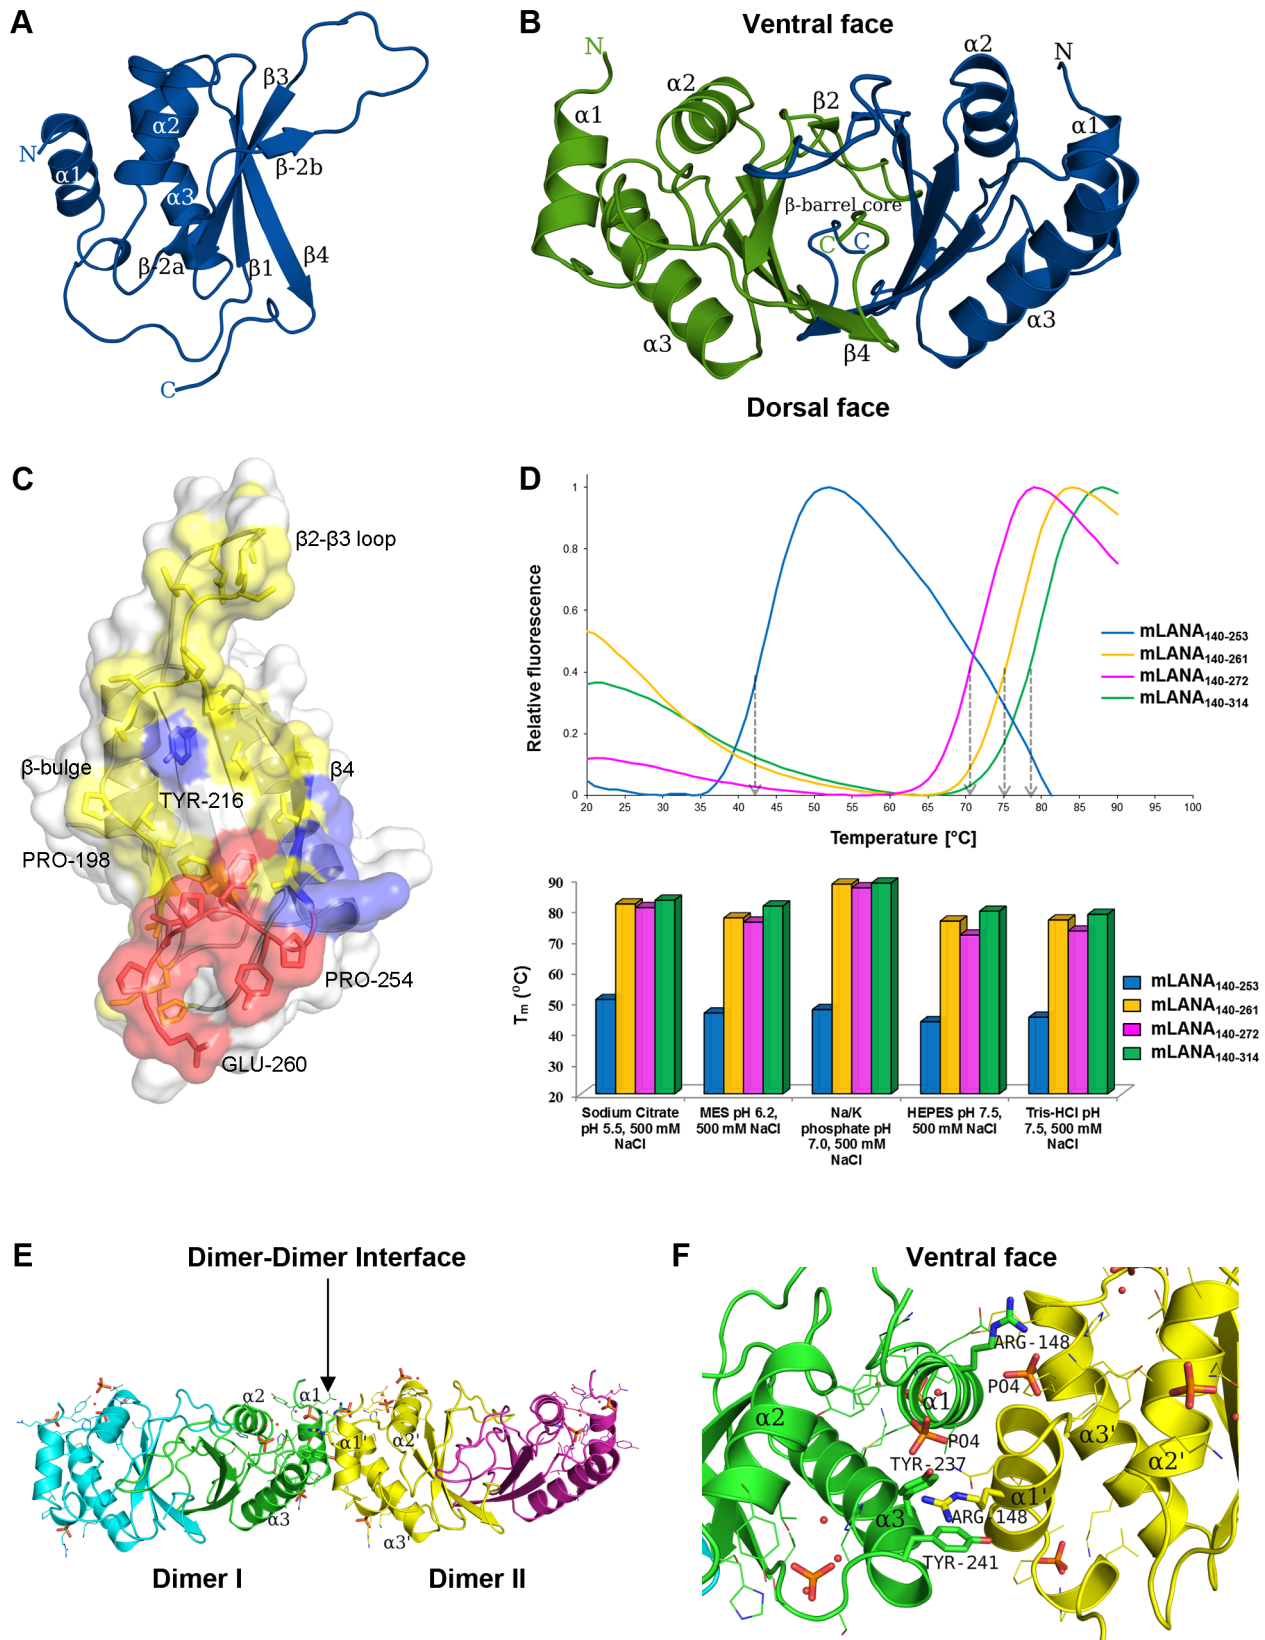 A
N
α1
α2
α3
β3
β-2b
β-2a
β1
β4
C
B
Ventral face
N
α1
α2
β2
α2
N
α1
β-barrel core
C
C
α3
β4
α3
Dorsal face
C
β2-β3 loop
β-bulge
TYR-216
β4
PRO-198
PRO-254
GLU-260
D
Relative fluorescence
1
0.8
0.6
0.4
0.2
0
20 25 30 35 40 45 50 55 60 65 70 75 80 85 90 95 100
Temperature [°C]
mLANA140-253
mLANA140-261
mLANA140-272
mLANA140-314
Tm (⁰C)
90
80
70
60
50
40
30
20
Sodium Citrate
pH 5.5, 500 mM
NaCl
MES pH 6.2,
500 mM NaCl
Na/K
phosphate pH
7.0, 500 mM
NaCl
HEPES pH 7.5,
500 mM NaCl
Tris-HCl pH
7.5, 500 mM
NaCl
mLANA140-253
mLANA140-261
mLANA140-272
mLANA140-314
E
Dimer-Dimer Interface
α2
α1
α1'
α2'
α3
α3'
Dimer I
Dimer II
F
Ventral face
ARG-148
PO4
α1
α2
α3'
PO4
α2'
TYR-237
α1'
ARG-148
α3
TYR-241